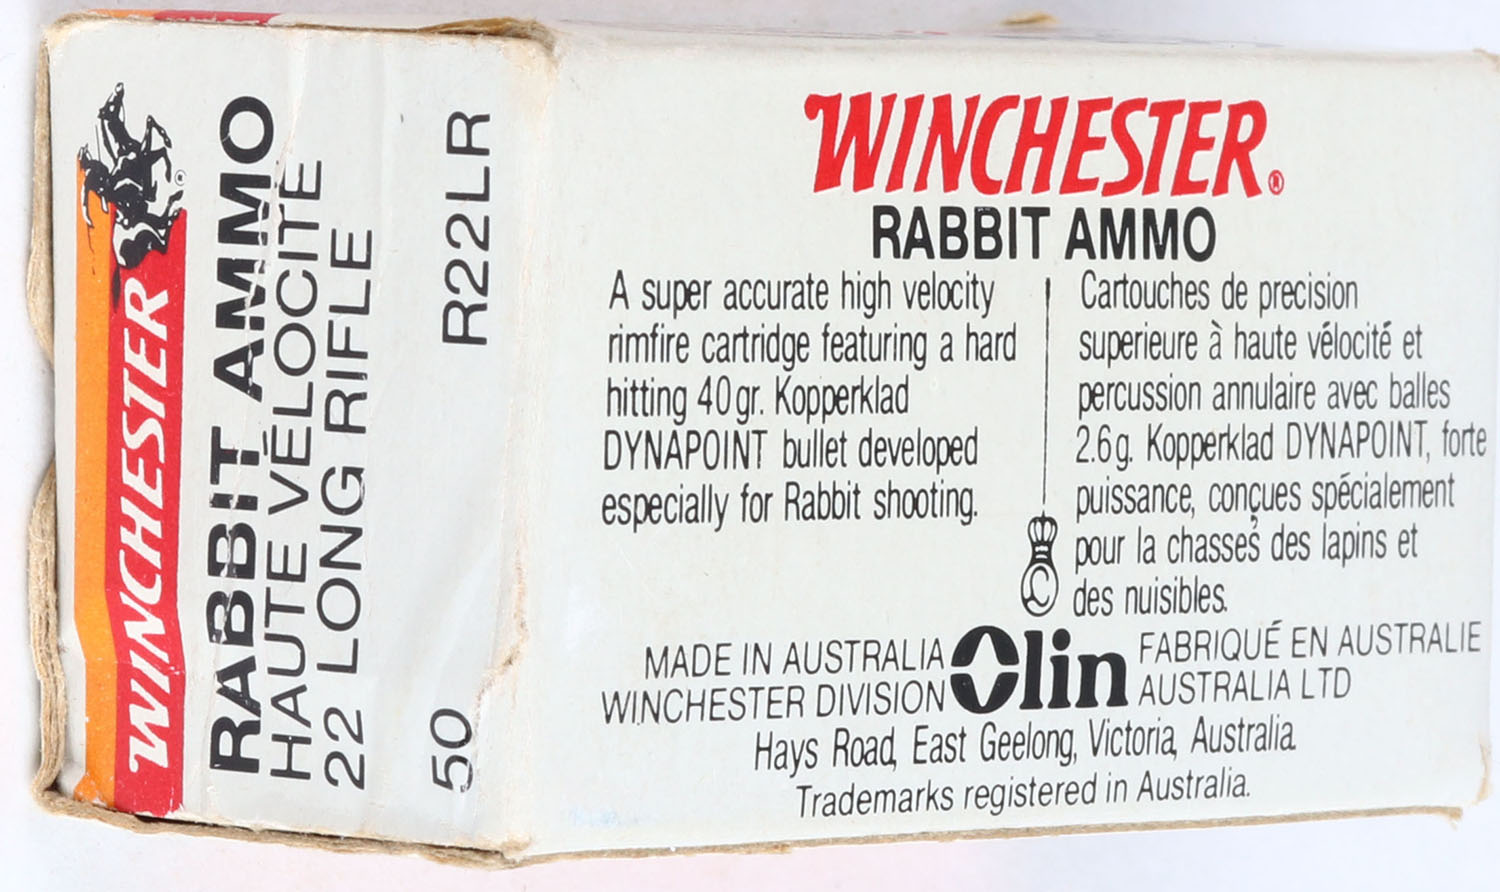 WINCHESTER
RABBIT AMMO
HAUTE VÉLOCITE
22 LONG RIFLE
50 R22LR
WINCHESTER®
RABBIT AMMO
A super accurate high velocity
rimfire cartridge featuring a hard
hitting 40gr. Kopperklad
DYNAPOINT bullet developed
especially for Rabbit shooting.
Cartouches de precision
superieure à haute vélocité et
percussion annulaire avec balles
2.6g. Kopperklad DYNAPOINT, forte
puissance, conçues spécialement
pour la chasses des lapins et
des nuisibles.
MADE IN AUSTRALIA
WINCHESTER DIVISION
Olin
FABRIQUÉ EN AUSTRALIE
AUSTRALIA LTD
Hays Road, East Geelong, Victoria, Australia
Trademarks registered in Australia.